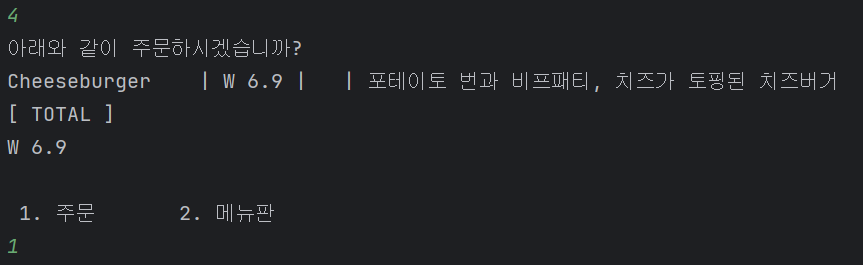 4
아래와 같이 주문하시겠습니까?
Cheeseburger    | W 6.9 |   | 포테이토 번과 비프패티, 치즈가 토핑된 치즈버거
[ TOTAL ]
W 6.9
1. 주문       2. 메뉴판
1